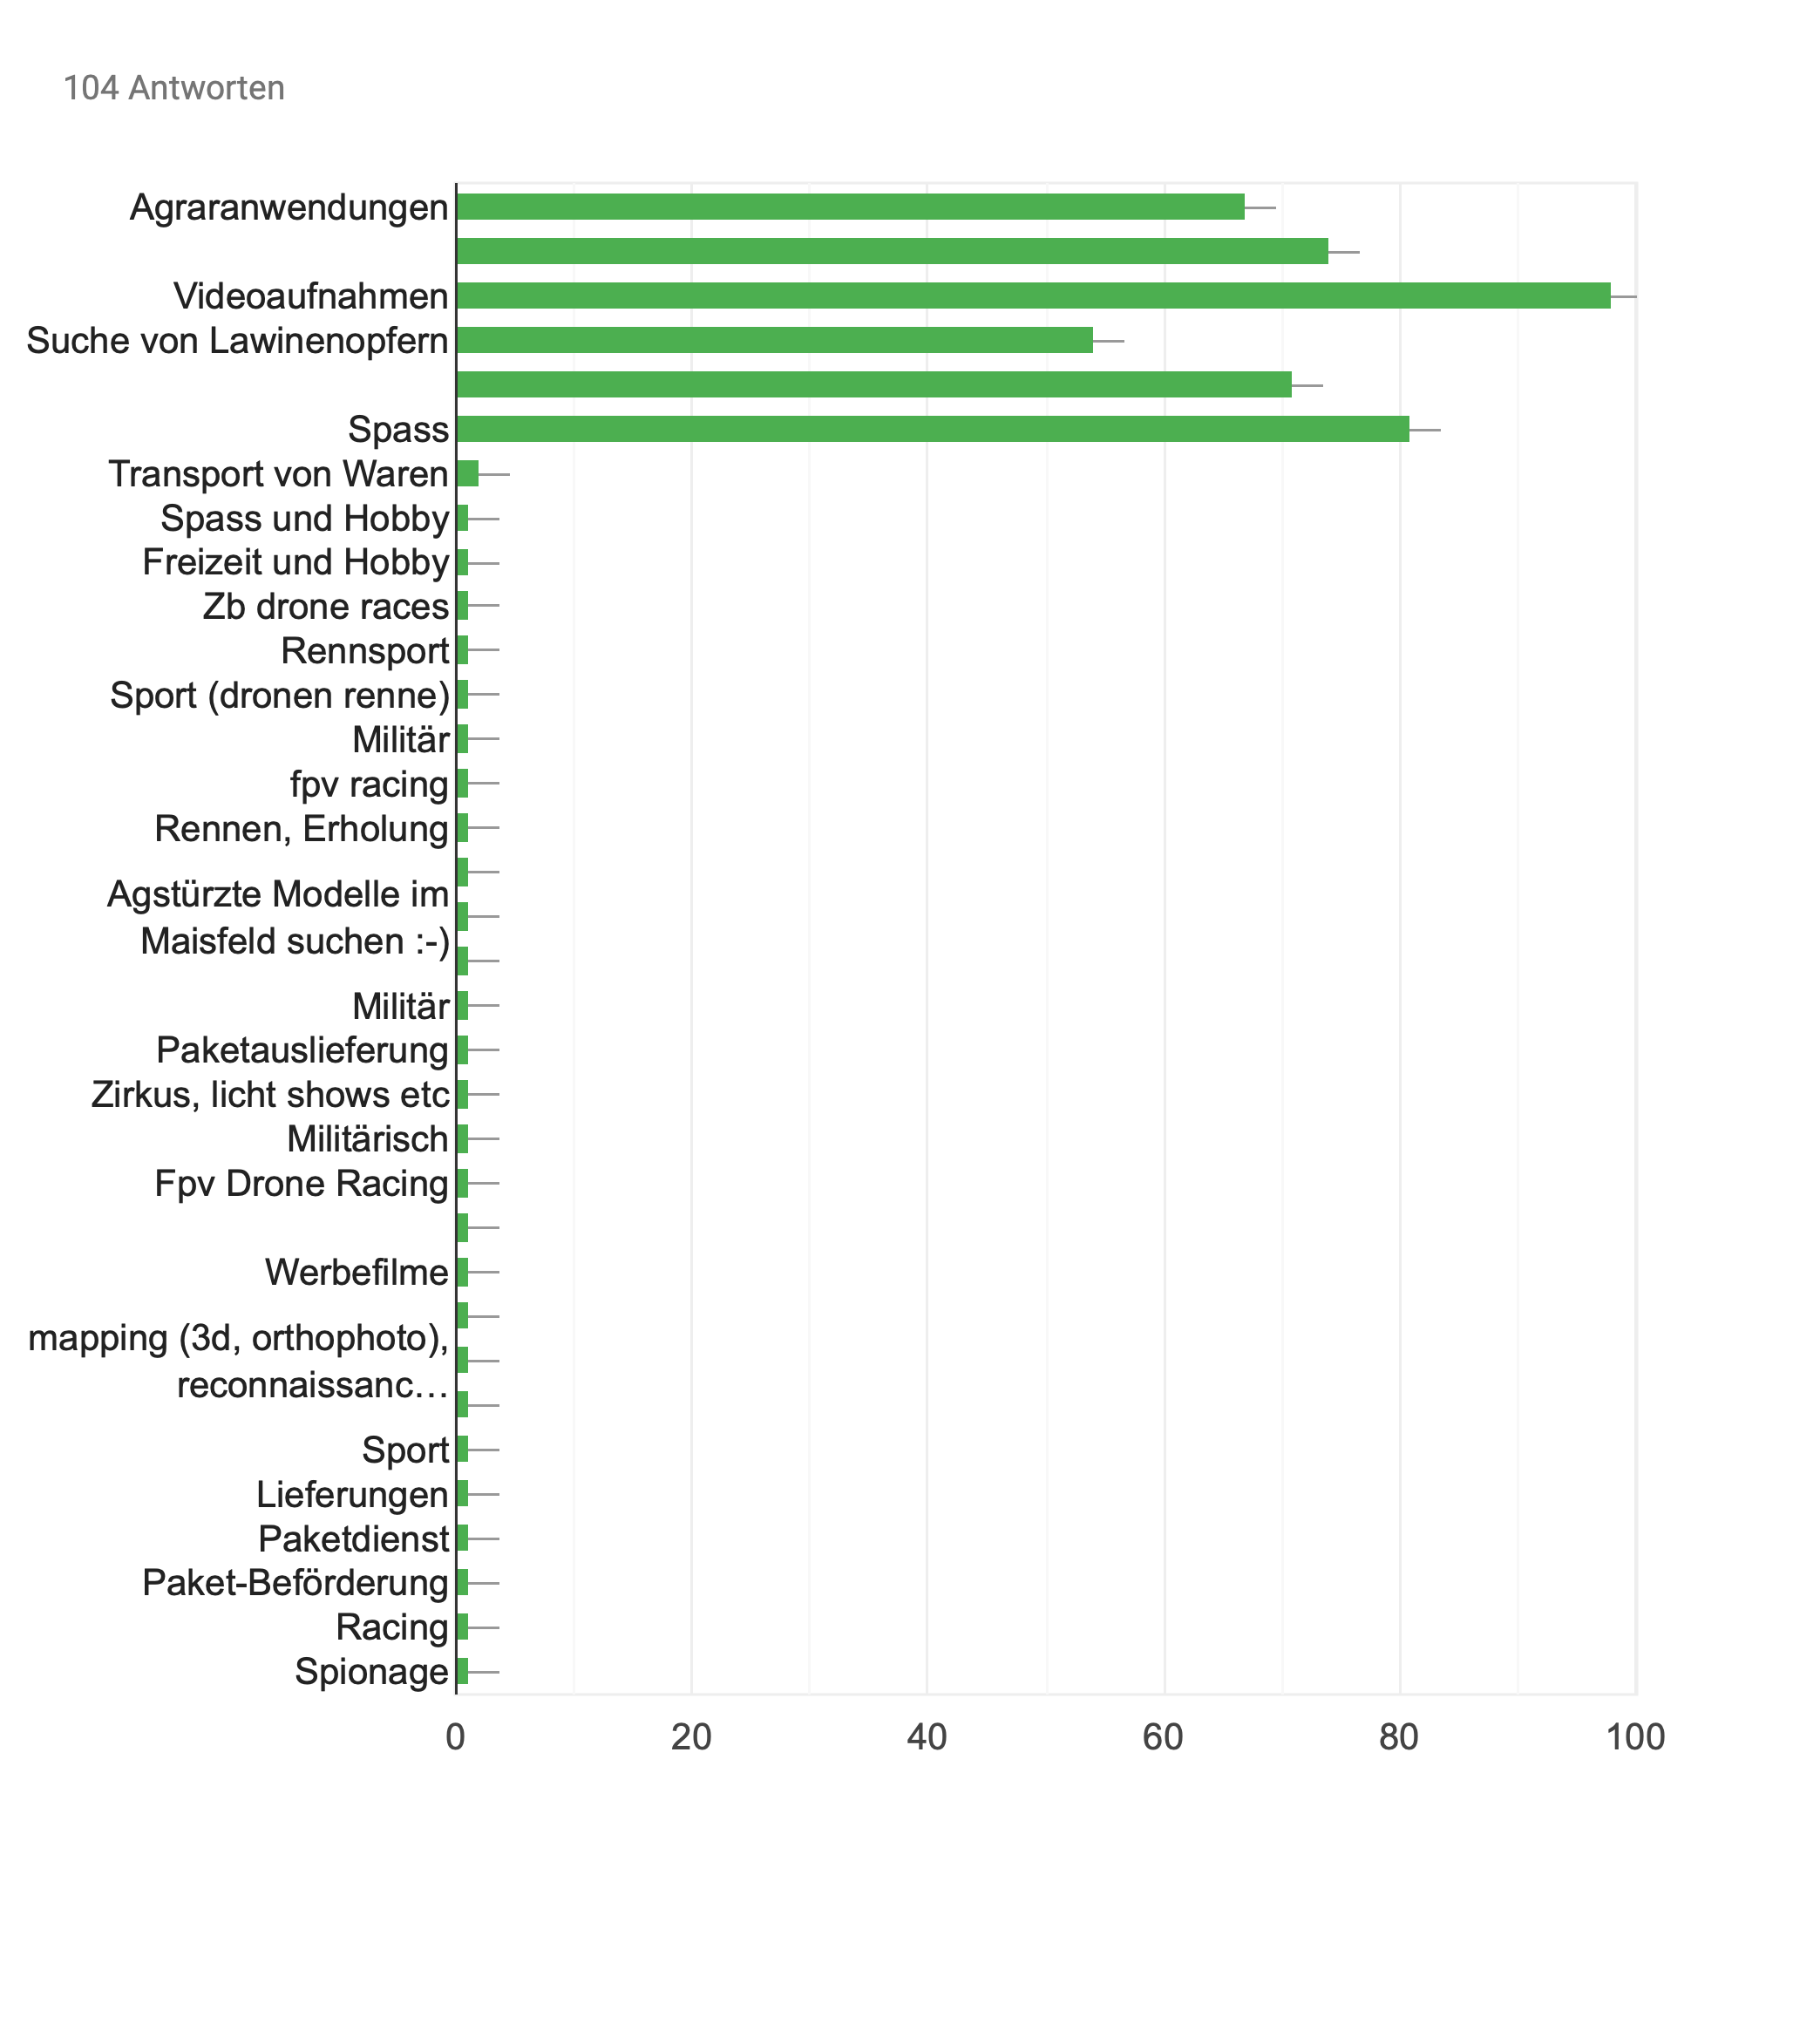 104 Antworten
Agraranwendungen
Videoaufnahmen
Suche von Lawinenopfern
Spass
Transport von Waren
Spass und Hobby
Freizeit und Hobby
Zb drone races
Rennsport
Sport (dronen renne)
Militär
fpv racing
Rennen, Erholung
Agstürzte Modelle im
Maisfeld suchen :-)
Militär
Paketauslieferung
Zirkus, licht shows etc
Militärisch
Fpv Drone Racing
Werbefilme
mapping (3d, orthophoto),
reconnaissanc…
Sport
Lieferungen
Paketdienst
Paket-Beförderung
Racing
Spionage
0 20 40 60 80 100